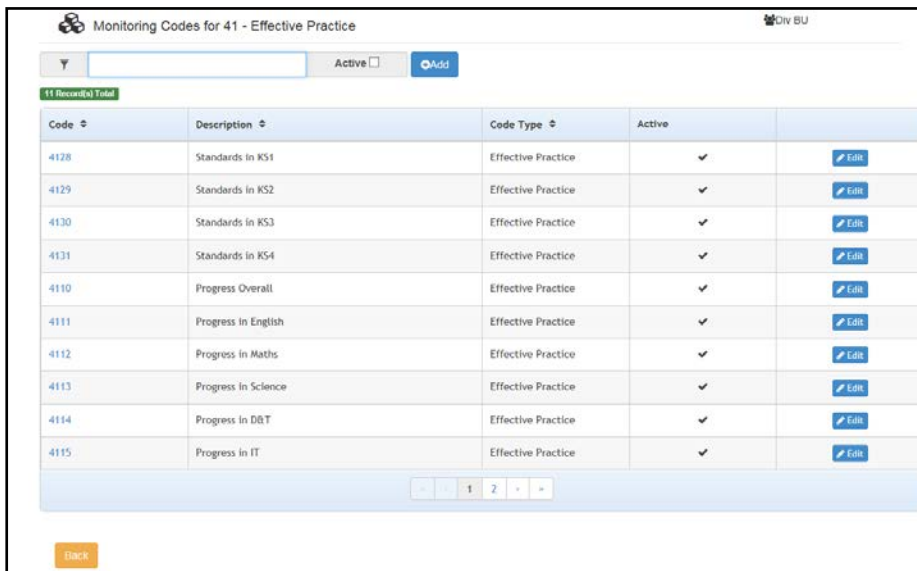 Monitoring Codes for 41 - Effective Practice Div BU
Active Add
11 Record(s) Total
Code Description Code Type Active
4128 Standards in KS1 Effective Practice Edit
4129 Standards in KS2 Effective Practice Edit
4130 Standards in KS3 Effective Practice Edit
4131 Standards in KS4 Effective Practice Edit
4110 Progress Overall Effective Practice Edit
4111 Progress in English Effective Practice Edit
4112 Progress in Maths Effective Practice Edit
4113 Progress in Science Effective Practice Edit
4114 Progress in D&T Effective Practice Edit
4115 Progress in IT Effective Practice Edit
« ‹ 1 2 › »
Back